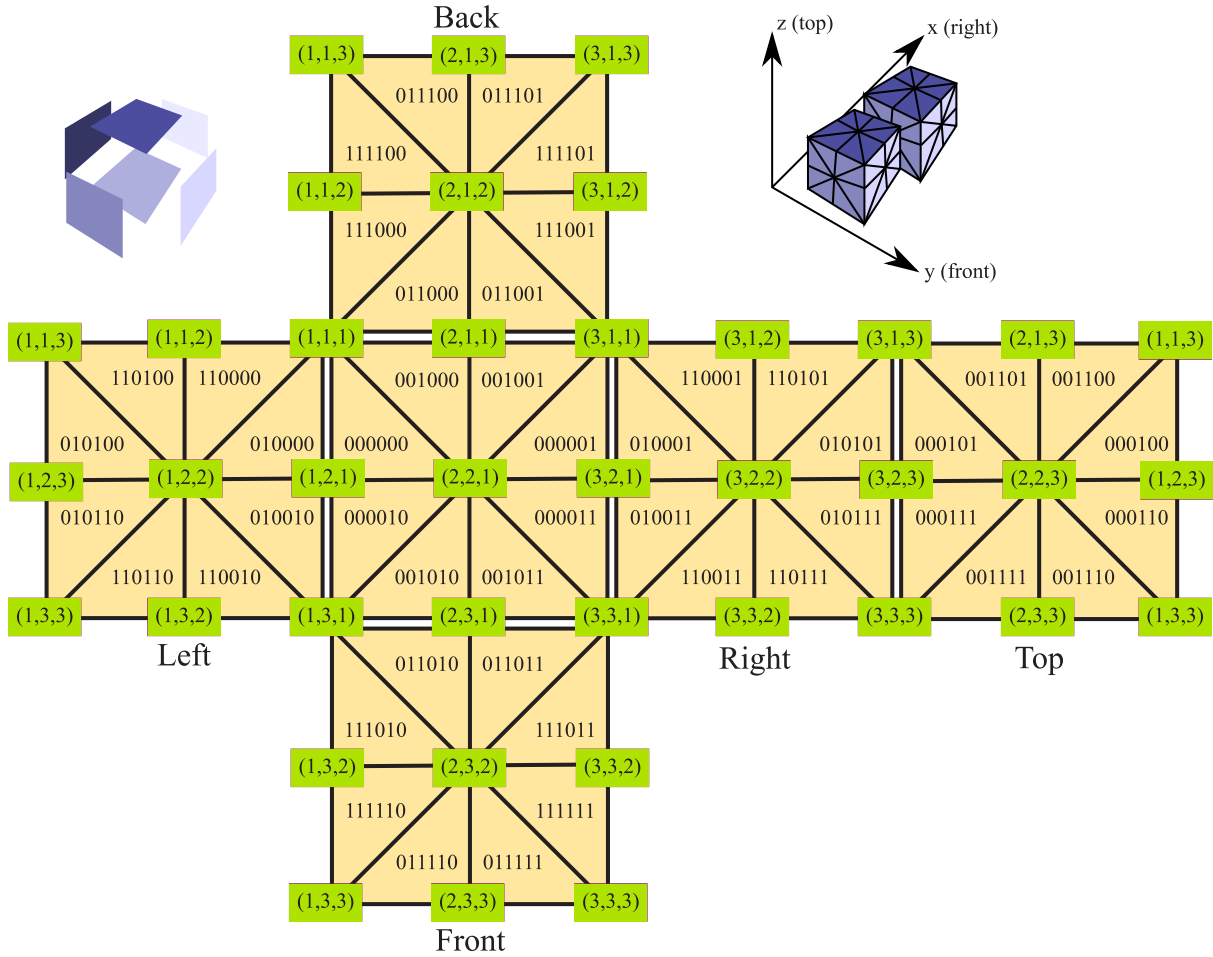 Back
z (top)
x (right)
y (front)
(1,1,3) (2,1,3) (3,1,3)
011100 011101
111100 111101
(1,1,2) (2,1,2) (3,1,2)
111000 111001
011000 011001
(1,1,3) (1,1,2) (1,1,1) (2,1,1) (3,1,1) (3,1,2) (3,1,3) (2,1,3) (1,1,3)
110100 110000 001000 001001 110001 110101 001101 001100
010100 010000 000000 000001 010001 010101 000101 000100
(1,2,3) (1,2,2) (1,2,1) (2,2,1) (3,2,1) (3,2,2) (3,2,3) (2,2,3) (1,2,3)
010110 010010 000010 000011 010011 010111 000111 000110
110110 110010 001010 001011 110011 110111 001111 001110
(1,3,3) (1,3,2) (1,3,1) (2,3,1) (3,3,1) (3,3,2) (3,3,3) (2,3,3) (1,3,3)
Left Right Top
011010 011011
111010 111011
(1,3,2) (2,3,2) (3,3,2)
111110 111111
011110 011111
(1,3,3) (2,3,3) (3,3,3)
Front